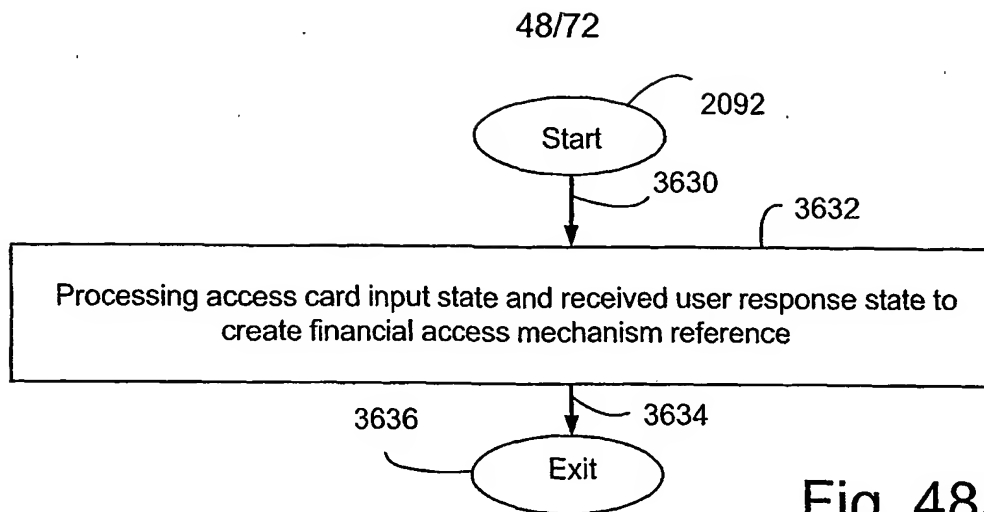 48/72
2092
Start
3630
3632
Processing access card input state and received user response state to
create financial access mechanism reference
3636
3634
Exit
Fig. 48